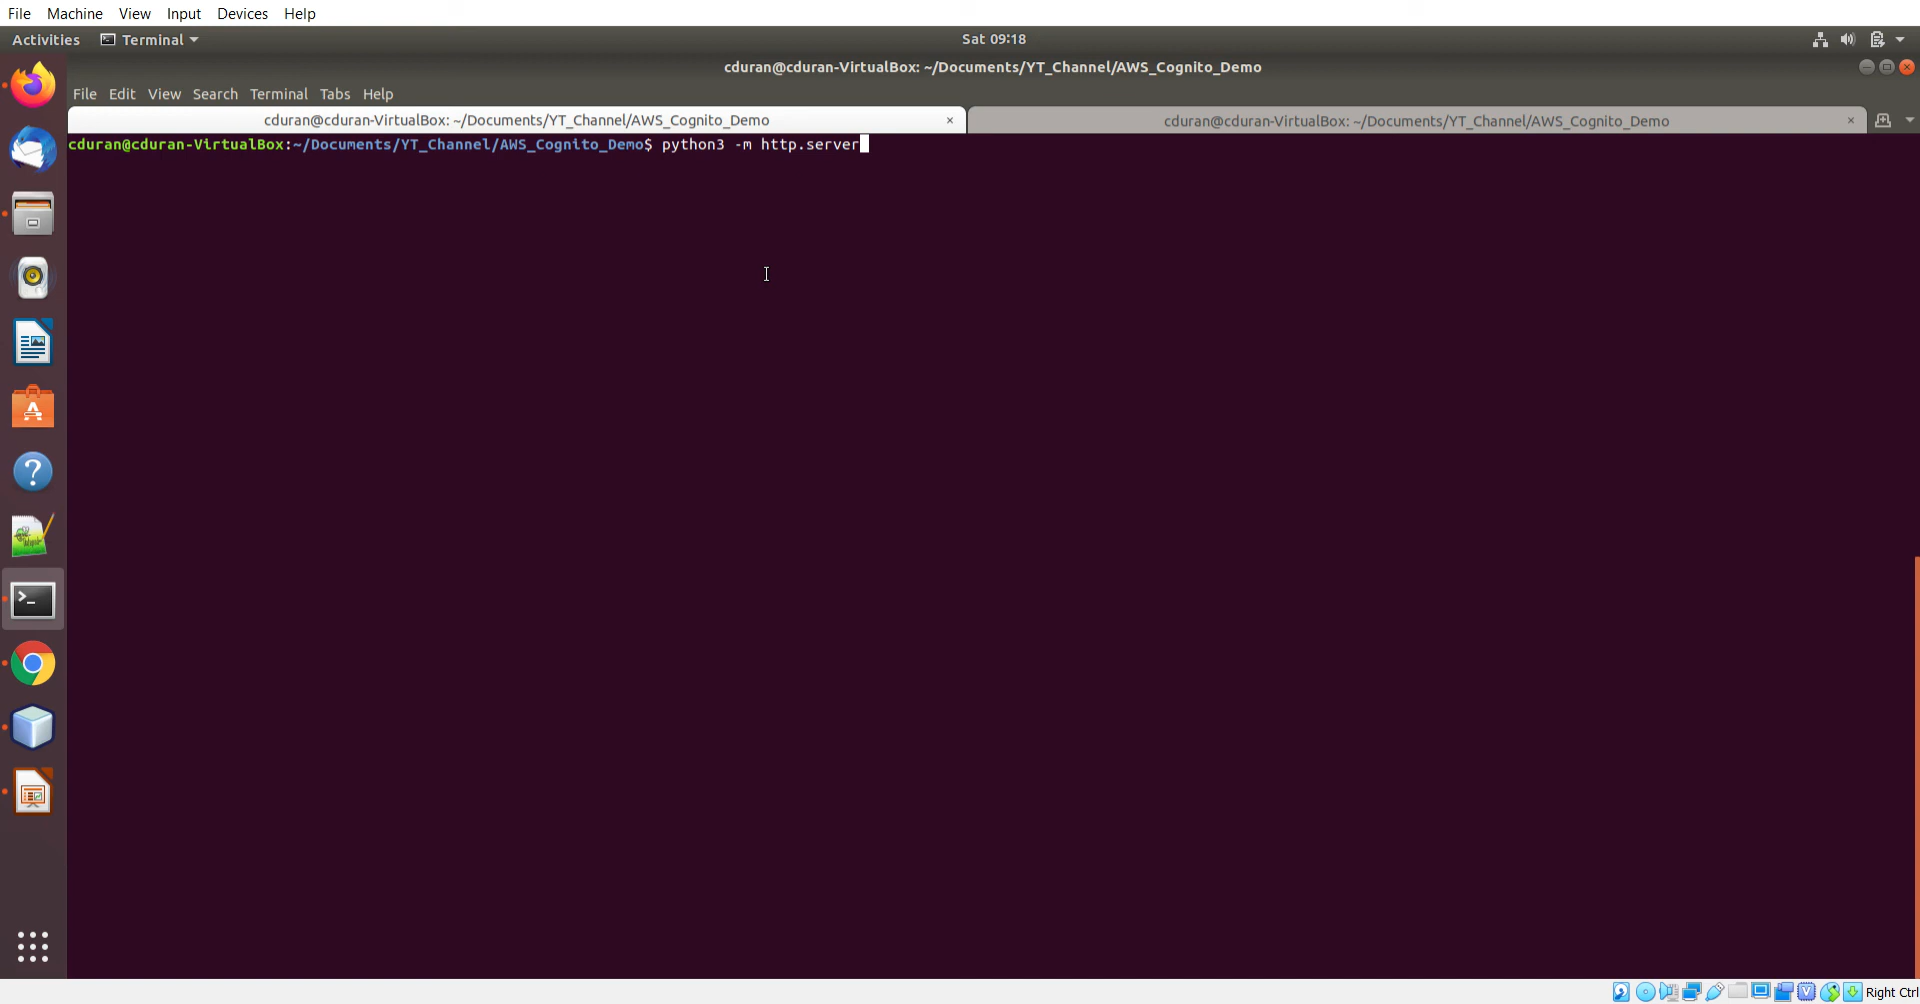 File Machine View Input Devices Help
Activities Terminal Sat 09:18
cduran@cduran-VirtualBox: ~/Documents/YT_Channel/AWS_Cognito_Demo
File Edit View Search Terminal Tabs Help
cduran@cduran-VirtualBox: ~/Documents/YT_Channel/AWS_Cognito_Demo × cduran@cduran-VirtualBox: ~/Documents/YT_Channel/AWS_Cognito_Demo ×
cduran@cduran-VirtualBox:~/Documents/YT_Channel/AWS_Cognito_Demo$ python3 -m http.server
Right Ctrl